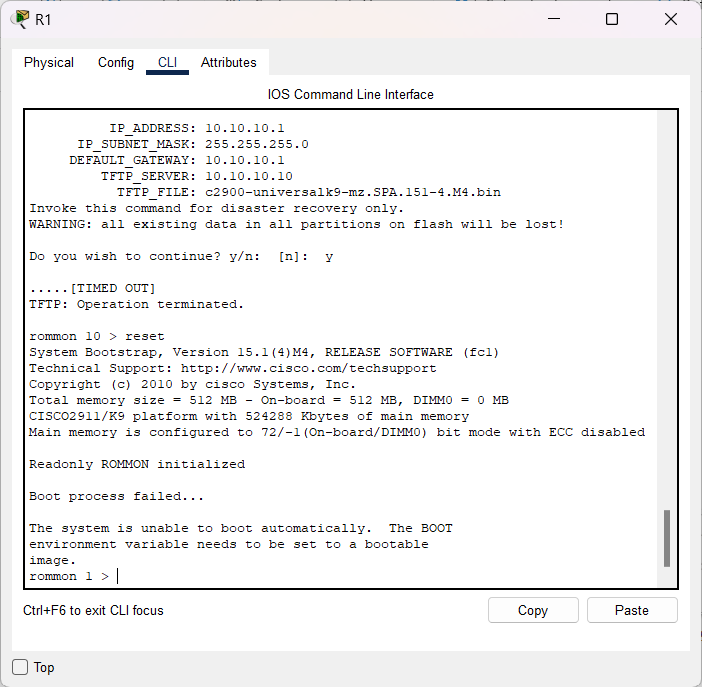 R1
Physical Config CLI Attributes
IOS Command Line Interface
IP_ADDRESS: 10.10.10.1
IP_SUBNET_MASK: 255.255.255.0
DEFAULT_GATEWAY: 10.10.10.1
TFTP_SERVER: 10.10.10.10
TFTP_FILE: c2900-universalk9-mz.SPA.151-4.M4.bin
Invoke this command for disaster recovery only.
WARNING: all existing data in all partitions on flash will be lost!
Do you wish to continue? y/n:  [n]:  y
.....[TIMED OUT]
TFTP: Operation terminated.
rommon 10 > reset
System Bootstrap, Version 15.1(4)M4, RELEASE SOFTWARE (fc1)
Technical Support: http://www.cisco.com/techsupport
Copyright (c) 2010 by cisco Systems, Inc.
Total memory size = 512 MB - On-board = 512 MB, DIMM0 = 0 MB
CISCO2911/K9 platform with 524288 Kbytes of main memory
Main memory is configured to 72/-1(On-board/DIMM0) bit mode with ECC disabled
Readonly ROMMON initialized
Boot process failed...
The system is unable to boot automatically.  The BOOT
environment variable needs to be set to a bootable
image.
rommon 1 >
Ctrl+F6 to exit CLI focus
Copy
Paste
Top